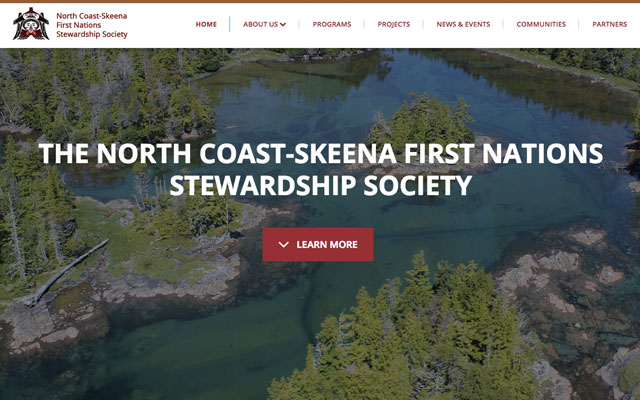 North Coast-Skeena
First Nations
Stewardship Society
HOME
ABOUT US
PROGRAMS
PROJECTS
NEWS & EVENTS
COMMUNITIES
PARTNERS
THE NORTH COAST-SKEENA FIRST NATIONS
STEWARDSHIP SOCIETY
LEARN MORE